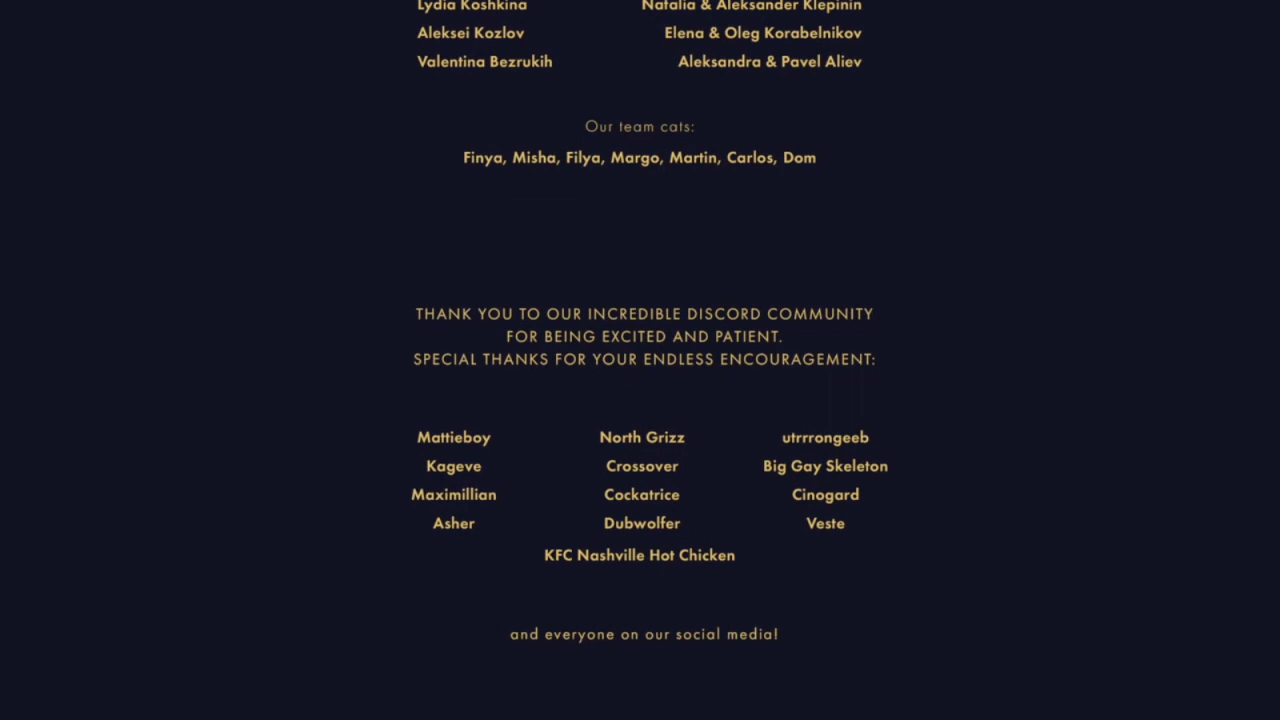 Lydia Koshkina Natalia & Aleksander Klepinin
Aleksei Kozlov Elena & Oleg Korabelnikov
Valentina Bezrukih Aleksandra & Pavel Aliev
Our team cats:
Finya, Misha, Filya, Margo, Martin, Carlos, Dom
THANK YOU TO OUR INCREDIBLE DISCORD COMMUNITY
FOR BEING EXCITED AND PATIENT.
SPECIAL THANKS FOR YOUR ENDLESS ENCOURAGEMENT:
Mattieboy North Grizz utrrrongeeb
Kageve Crossover Big Gay Skeleton
Maximillian Cockatrice Cinogard
Asher Dubwolfer Veste
KFC Nashville Hot Chicken
and everyone on our social media!